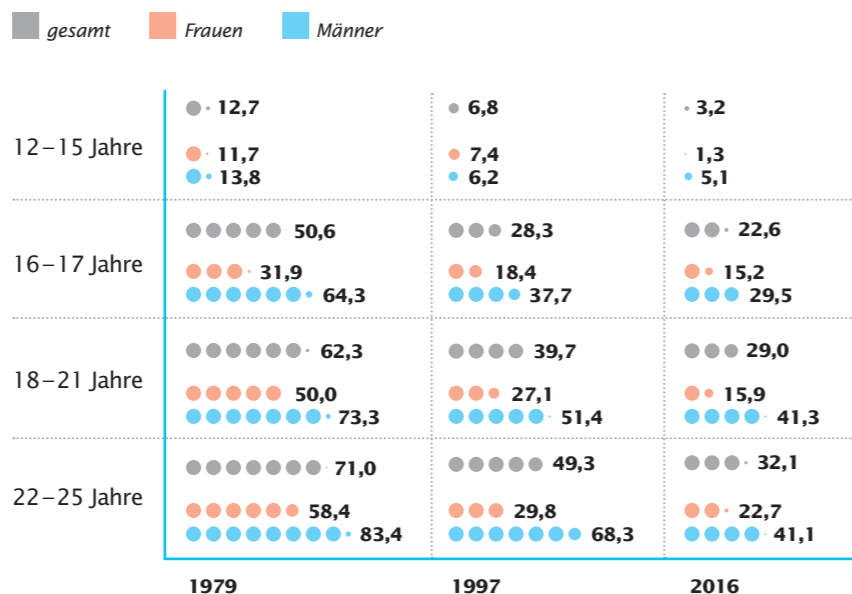 gesamt Frauen Männer
12,7 6,8 3,2
12–15 Jahre
11,7 7,4 1,3
13,8 6,2 5,1
50,6 28,3 22,6
16–17 Jahre
31,9 18,4 15,2
64,3 37,7 29,5
62,3 39,7 29,0
18–21 Jahre
50,0 27,1 15,9
73,3 51,4 41,3
71,0 49,3 32,1
22–25 Jahre
58,4 29,8 22,7
83,4 68,3 41,1
1979 1997 2016